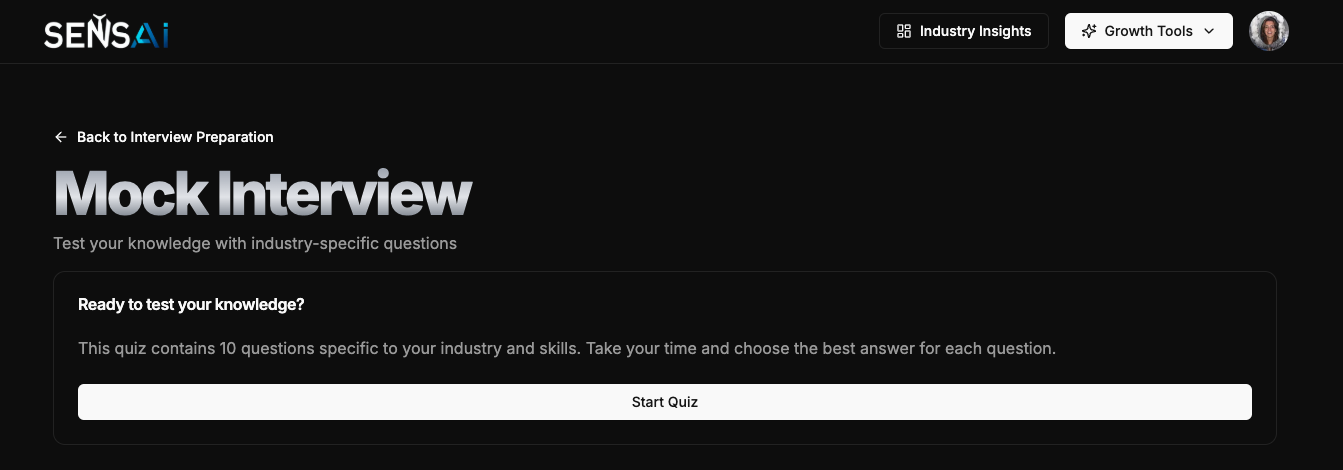 SENSAi
Industry Insights
Growth Tools
Back to Interview Preparation
Mock Interview
Test your knowledge with industry-specific questions
Ready to test your knowledge?
This quiz contains 10 questions specific to your industry and skills. Take your time and choose the best answer for each question.
Start Quiz